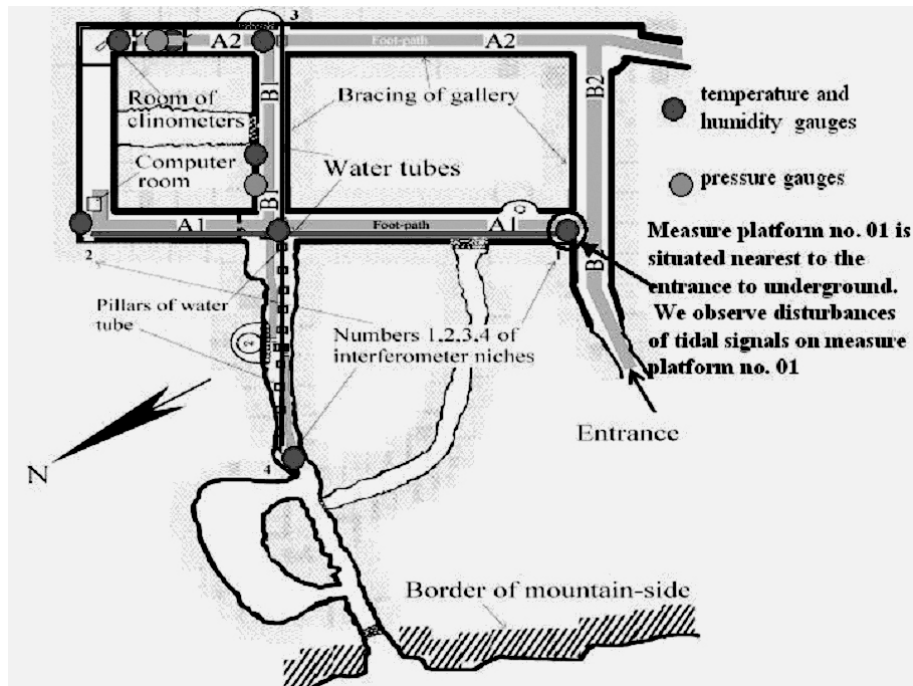 3
A2
Foot-path
A2
B1
B2
Room of
clinometers
Bracing of gallery
temperature and
humidity gauges
Computer
room
Water tubes
pressure gauges
B1
A1
Foot-path
A1
2
1
Measure platform no. 01 is
situated nearest to the
entrance to underground.
We observe disturbances
of tidal signals on measure
platform no. 01
Pillars of water
tube
Numbers 1,2,3,4 of
interferometer niches
Entrance
N
4
Border of mountain-side